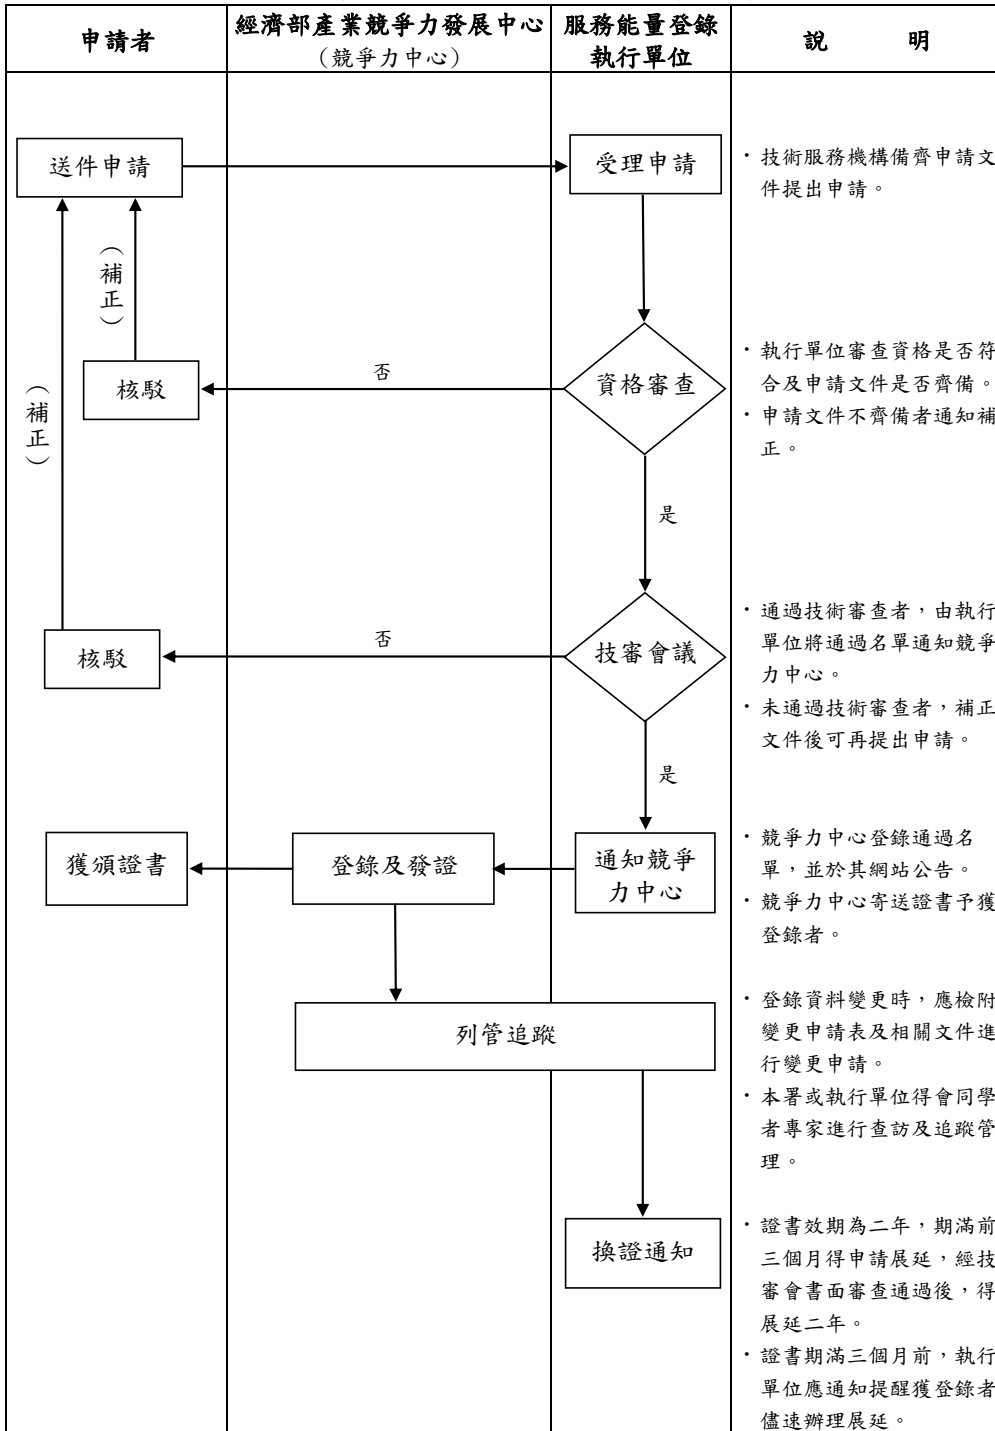 申請者
經濟部產業競爭力發展中心
（競爭力中心）
服務能量登錄
執行單位
說 明
送件申請
受理申請
・技術服務機構備齊申請文
件提出申請。
（補正）
（補正）
核駁
否
資格審查
・執行單位審查資格是否符
合及申請文件是否齊備。
・申請文件不齊備者通知補
正。
是
核駁
否
技審會議
・通過技術審查者，由執行
單位將通過名單通知競爭
力中心。
・未通過技術審查者，補正
文件後可再提出申請。
是
獲頒證書
登錄及發證
通知競爭
力中心
・競爭力中心登錄通過名
單，並於其網站公告。
・競爭力中心寄送證書予獲
登錄者。
列管追蹤
・登錄資料變更時，應檢附
變更申請表及相關文件進
行變更申請。
・本署或執行單位得會同學
者專家進行查訪及追蹤管
理。
換證通知
・證書效期為二年，期滿前
三個月得申請展延，經技
審會書面審查通過後，得
展延二年。
・證書期滿三個月前，執行
單位應通知提醒獲登錄者
儘速辦理展延。